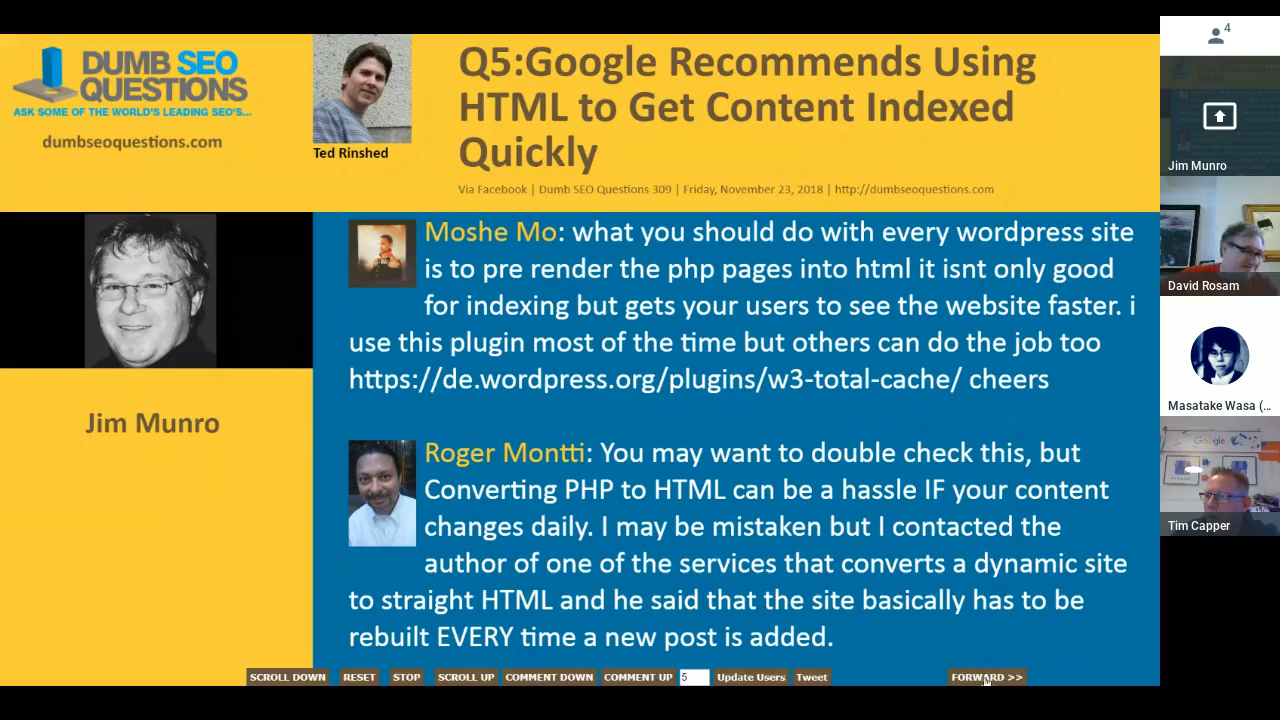 DUMB SEO
QUESTIONS
ASK SOME OF THE WORLD'S LEADING SEO'S...
dumbseoquestions.com
Ted Rinshed
Q5:Google Recommends Using
HTML to Get Content Indexed
Quickly
Via Facebook | Dumb SEO Questions 309 | Friday, November 23, 2018 | http://dumbseoquestions.com
Jim Munro
Moshe Mo: what you should do with every wordpress site
is to pre render the php pages into html it isnt only good
for indexing but gets your users to see the website faster. i
use this plugin most of the time but others can do the job too
https://de.wordpress.org/plugins/w3-total-cache/ cheers
Roger Montti: You may want to double check this, but
Converting PHP to HTML can be a hassle IF your content
changes daily. I may be mistaken but I contacted the
author of one of the services that converts a dynamic site
to straight HTML and he said that the site basically has to be
rebuilt EVERY time a new post is added.
SCROLL DOWN RESET STOP SCROLL UP COMMENT DOWN COMMENT UP 5 Update Users Tweet FORWARD >>
4
Jim Munro
David Rosam
Masatake Wasa (...
Google
Tim Capper